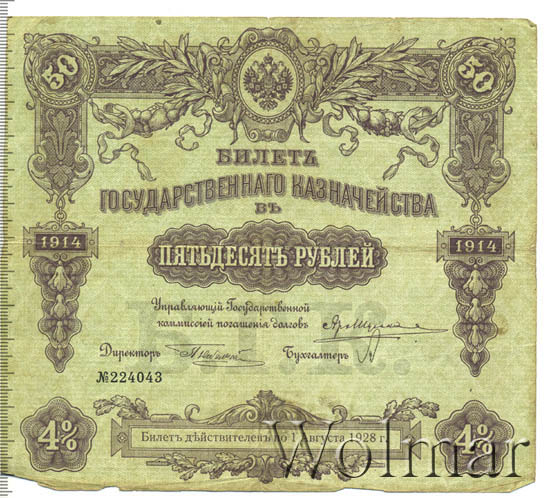 50 50
БИЛЕТЪ
ГОСУДАРСТВЕННАГО КАЗНАЧЕЙСТВА
ВЪ
1914 ПЯТЬДЕСЯТЪ РУБЛЕЙ 1914
Управляющій Государственной
коммиссіей погашенія долговъ
Директоръ Бухгалтеръ
№224043
4% 4%
Билетъ дѣйствителенъ по 1 Августа 1928 г.
Wolmar